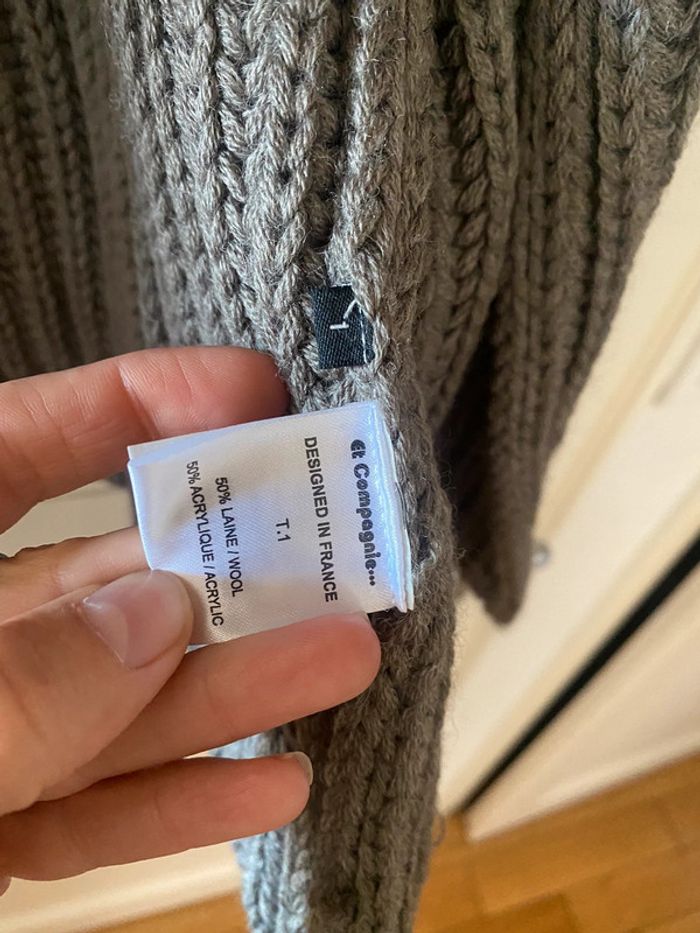 Et Compagnie...
DESIGNED IN FRANCE
T.1
50% LAINE / WOOL
50% ACRYLIQUE / ACRYLIC